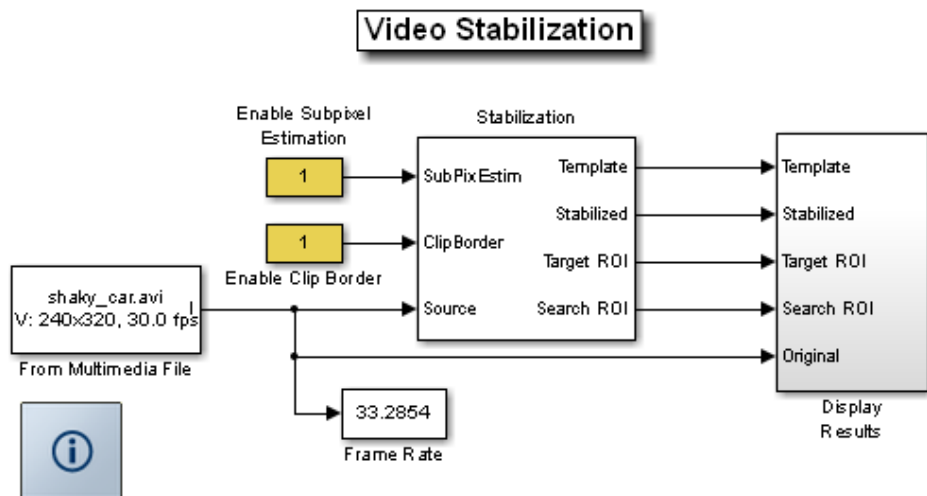 Video Stabilization
Enable Subpixel
Estimation
1
1
Enable Clip Border
shaky_car.avi
V: 240x320, 30.0 fps
I
From Multimedia File
Stabilization
SubPixEstim
ClipBorder
Source
Template
Stabilized
Target ROI
Search ROI
Template
Stabilized
Target ROI
Search ROI
Original
Display
Results
33.2854
Frame Rate
i